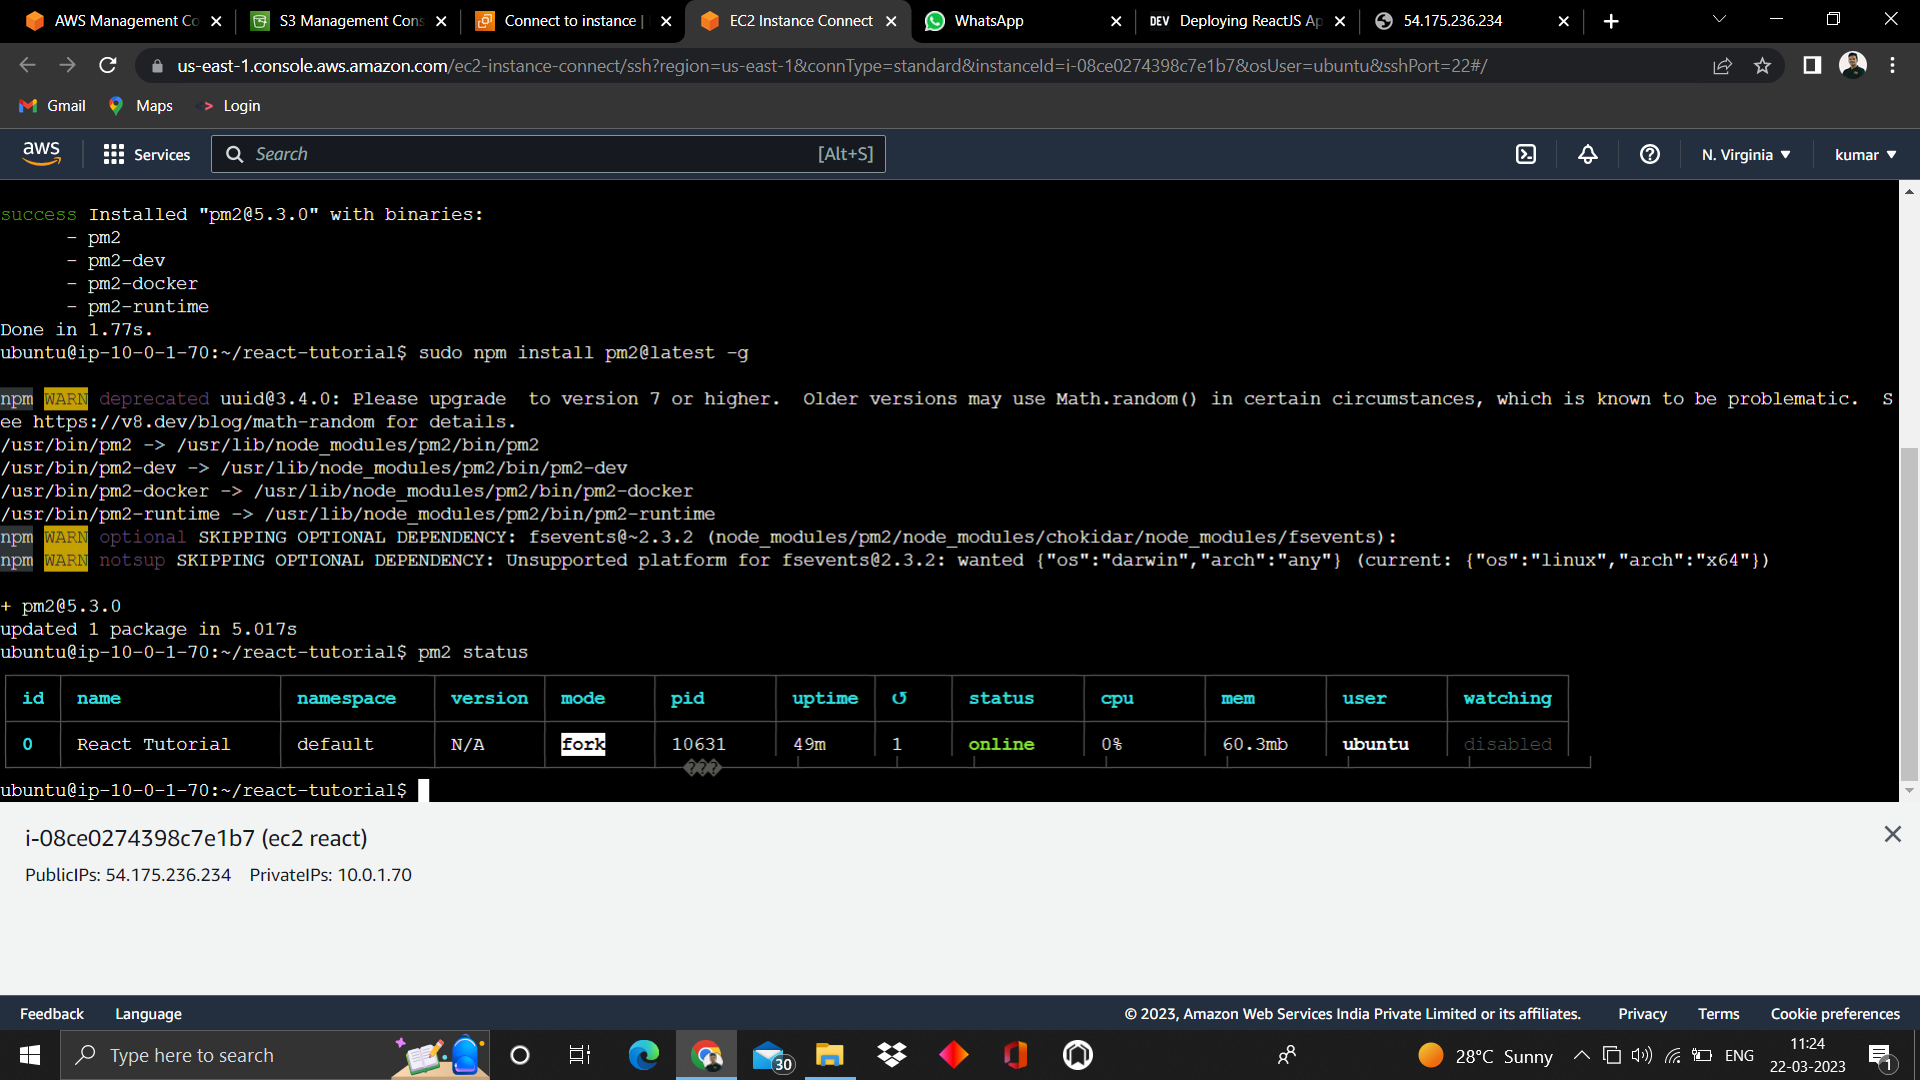 AWS Management Co
S3 Management Cons
Connect to instance |
EC2 Instance Connect
WhatsApp
DEV Deploying ReactJS Ap
54.175.236.234
us-east-1.console.aws.amazon.com/ec2-instance-connect/ssh?region=us-east-1&connType=standard&instanceId=i-08ce0274398c7e1b7&osUser=ubuntu&sshPort=22#/
Gmail Maps Login
aws Services Search [Alt+S] N. Virginia kumar
success Installed "pm2@5.3.0" with binaries:
- pm2
- pm2-dev
- pm2-docker
- pm2-runtime
Done in 1.77s.
ubuntu@ip-10-0-1-70:~/react-tutorial$ sudo npm install pm2@latest -g
npm WARN deprecated uuid@3.4.0: Please upgrade  to version 7 or higher.  Older versions may use Math.random() in certain circumstances, which is known to be problematic.  S
ee https://v8.dev/blog/math-random for details.
/usr/bin/pm2 -> /usr/lib/node_modules/pm2/bin/pm2
/usr/bin/pm2-dev -> /usr/lib/node_modules/pm2/bin/pm2-dev
/usr/bin/pm2-docker -> /usr/lib/node_modules/pm2/bin/pm2-docker
/usr/bin/pm2-runtime -> /usr/lib/node_modules/pm2/bin/pm2-runtime
npm WARN optional SKIPPING OPTIONAL DEPENDENCY: fsevents@~2.3.2 (node_modules/pm2/node_modules/chokidar/node_modules/fsevents):
npm WARN notsup SKIPPING OPTIONAL DEPENDENCY: Unsupported platform for fsevents@2.3.2: wanted {"os":"darwin","arch":"any"} (current: {"os":"linux","arch":"x64"})
+ pm2@5.3.0
updated 1 package in 5.017s
ubuntu@ip-10-0-1-70:~/react-tutorial$ pm2 status
id name namespace version mode pid uptime ↺ status cpu mem user watching
0 React Tutorial default N/A fork 10631 49m 1 online 0% 60.3mb ubuntu disabled
���
ubuntu@ip-10-0-1-70:~/react-tutorial$
i-08ce0274398c7e1b7 (ec2 react)
PublicIPs: 54.175.236.234 PrivateIPs: 10.0.1.70
Feedback Language © 2023, Amazon Web Services India Private Limited or its affiliates. Privacy Terms Cookie preferences
Type here to search
30
28°C Sunny
ENG
11:24
22-03-2023
1